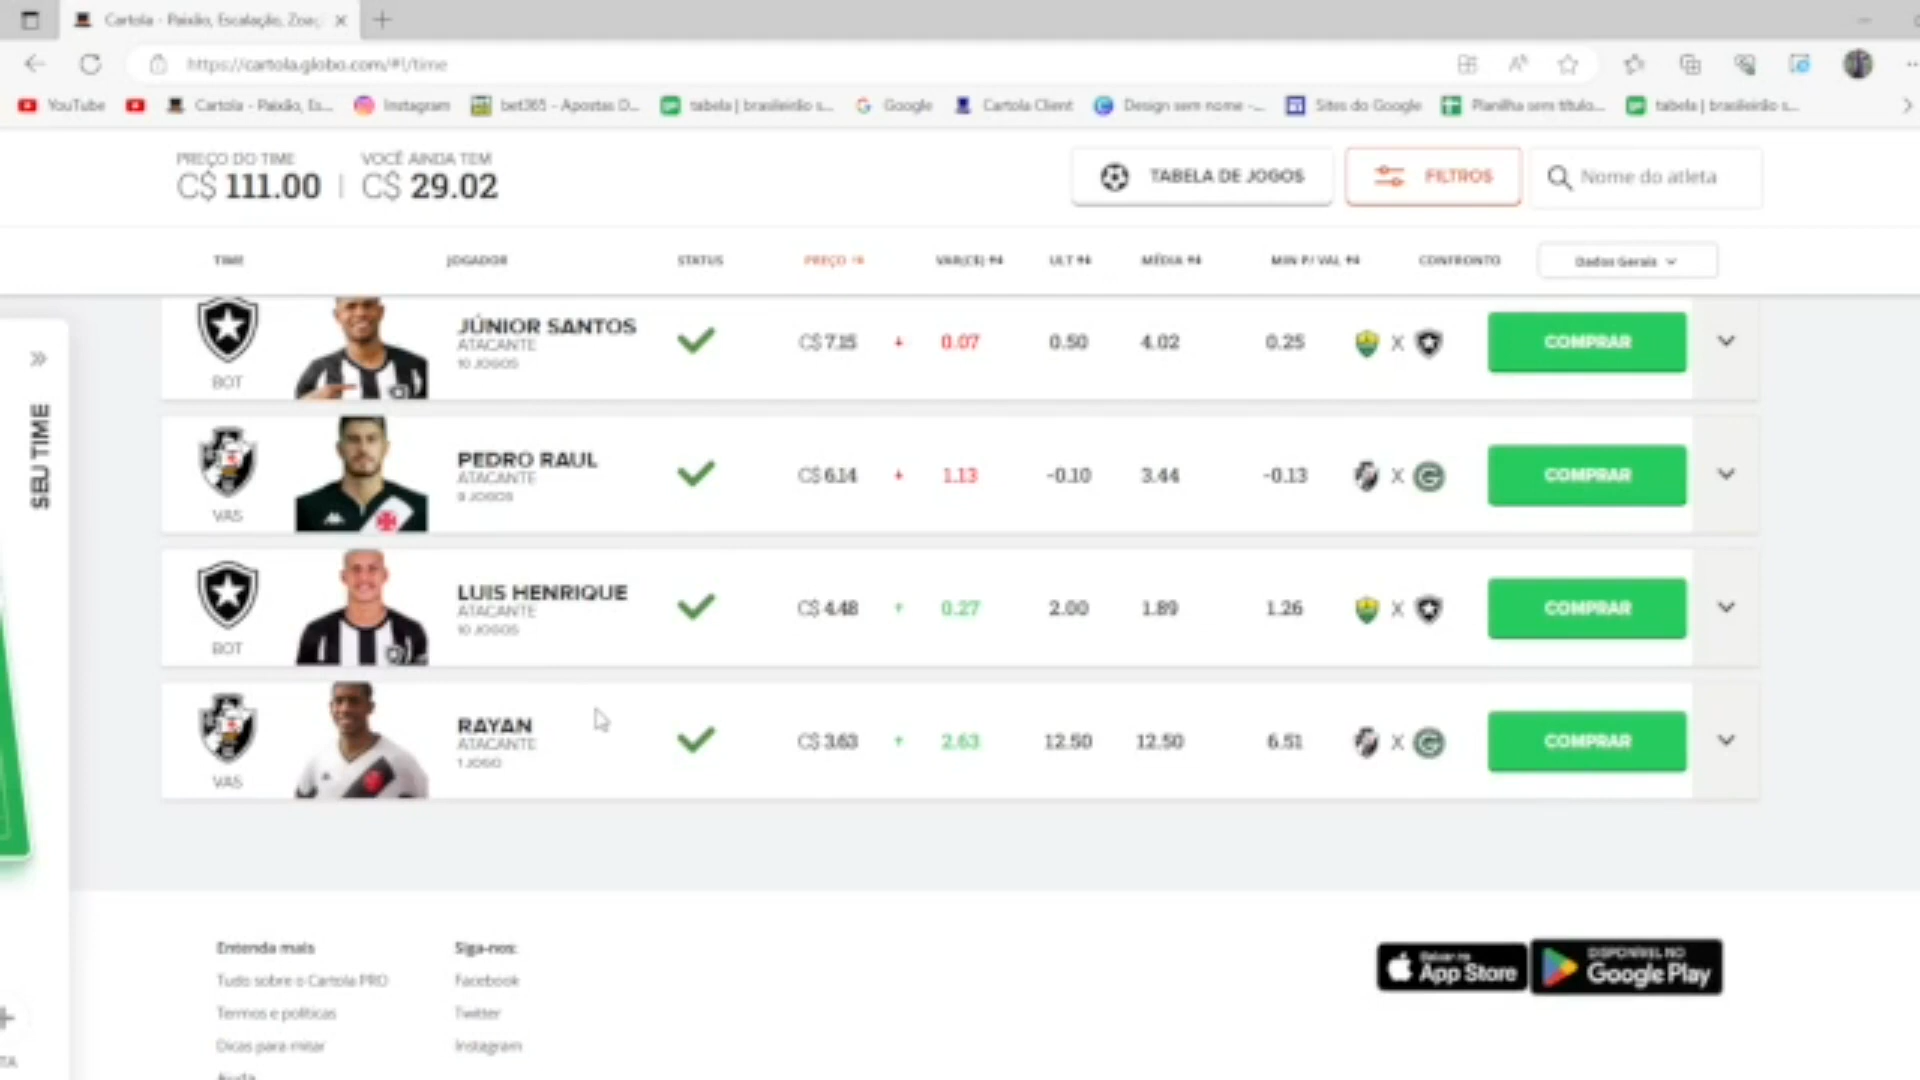 Cartola - Paixão, Escalação, Zoaç
https://cartola.globo.com/#!/time
YouTube
Cartola - Paixão, Es...
Instagram
bet365 - Apostas D...
tabela | brasileirão s...
Google
Cartola Client
Design sem nome -...
Sites do Google
Planilha sem título...
tabela | brasileirão s...
PREÇO DO TIME
C$ 111.00
VOCÊ AINDA TEM
C$ 29.02
TABELA DE JOGOS
FILTROS
Nome do atleta
TIME JOGADOR STATUS PREÇO VAR(C$) ULT MÉDIA MIN P/ VAL CONFRONTO Dados Gerais
SEU TIME
BOT
JÚNIOR SANTOS
ATACANTE
10 JOGOS
C$ 7.15 0.07 0.50 4.02 0.25 X COMPRAR
VAS
PEDRO RAUL
ATACANTE
9 JOGOS
C$ 6.14 1.13 -0.10 3.44 -0.13 X COMPRAR
BOT
LUIS HENRIQUE
ATACANTE
10 JOGOS
C$ 4.48 0.27 2.00 1.89 1.26 X COMPRAR
VAS
RAYAN
ATACANTE
1 JOGO
C$ 3.63 2.63 12.50 12.50 6.51 X COMPRAR
Entenda mais
Tudo sobre o Cartola PRO
Termos e políticas
Dicas para mitar
Ajuda
Siga-nos:
Facebook
Twitter
Instagram
Baixar na
App Store
DISPONÍVEL NO
Google Play